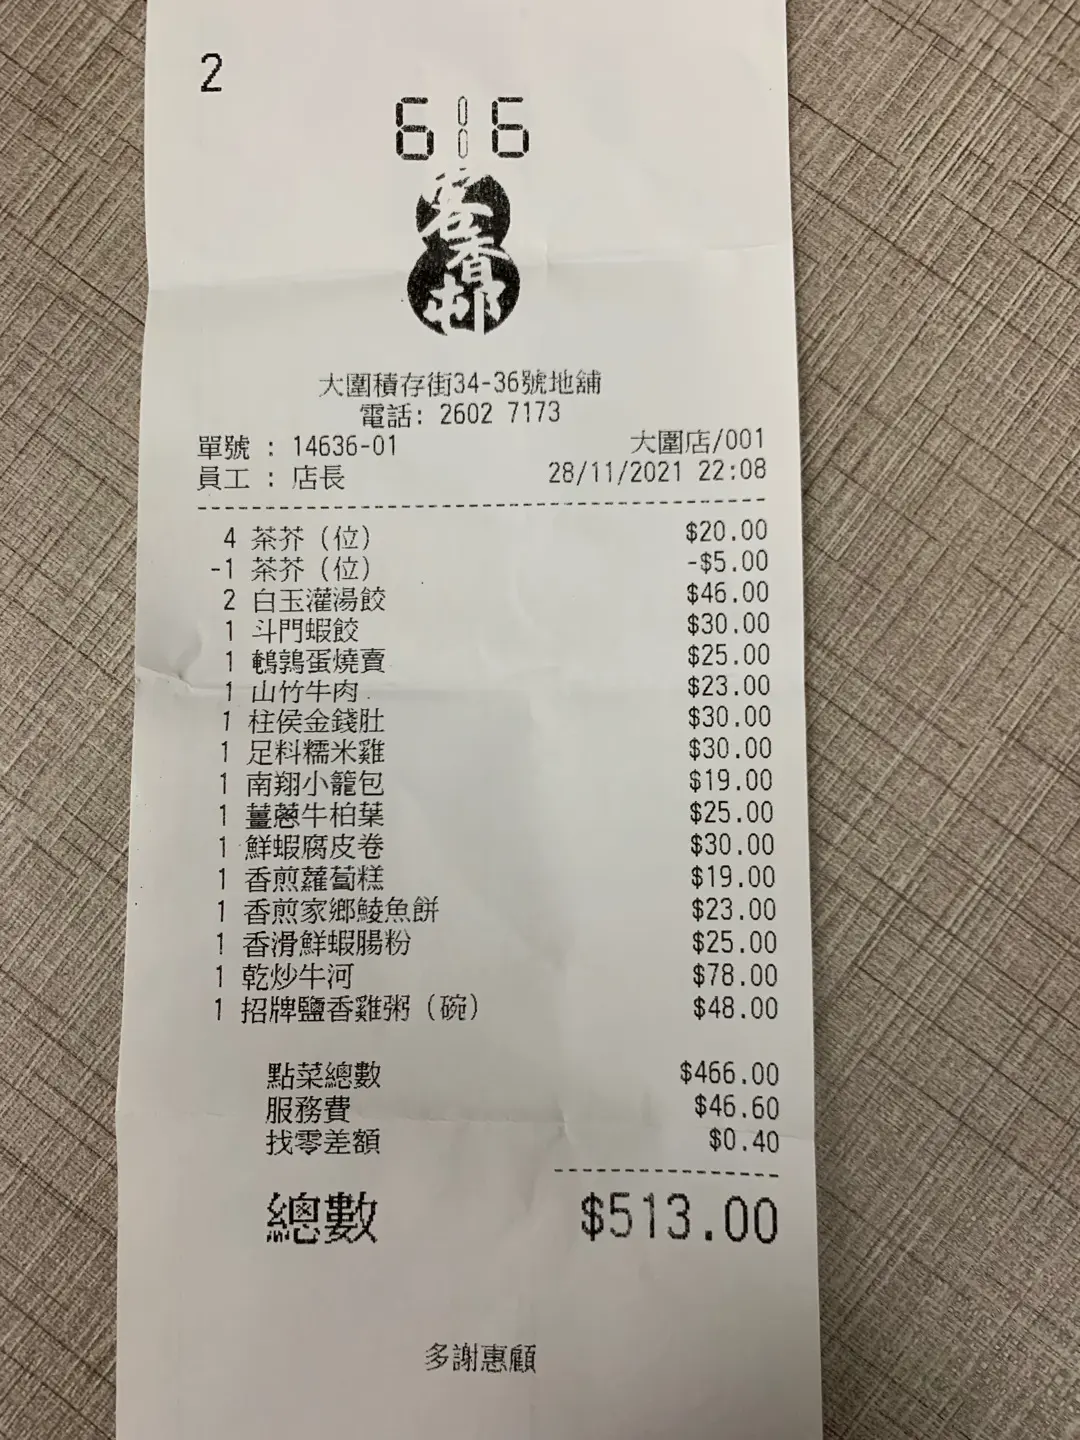 2
6 6
客香邨
大圍積存街34-36號地舖
電話: 2602 7173
單號 : 14636-01 大圍店/001
員工 : 店長 28/11/2021 22:08
4 茶芥（位） $20.00
-1 茶芥（位） -$5.00
2 白玉灌湯餃 $46.00
1 斗門蝦餃 $30.00
1 鵪鶉蛋燒賣 $25.00
1 山竹牛肉 $23.00
1 柱侯金錢肚 $30.00
1 足料糯米雞 $30.00
1 南翔小籠包 $19.00
1 薑蔥牛柏葉 $25.00
1 鮮蝦腐皮卷 $30.00
1 香煎蘿蔔糕 $19.00
1 香煎家鄉鯪魚餅 $23.00
1 香滑鮮蝦腸粉 $25.00
1 乾炒牛河 $78.00
1 招牌鹽香雞粥（碗） $48.00
點菜總數 $466.00
服務費 $46.60
找零差額 $0.40
總數 $513.00
多謝惠顧